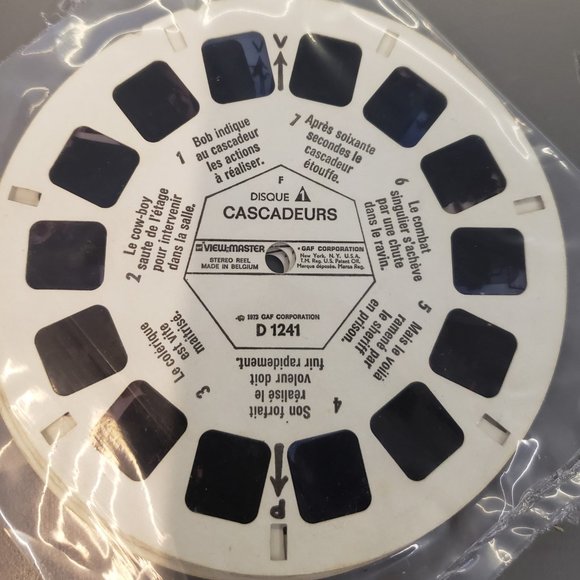 V
DISQUE 1
F
CASCADEURS
VIEW-MASTER
STEREO REEL
MADE IN BELGIUM
• GAF CORPORATION
New York, N.Y. U.S.A.
T.M. Reg. U.S. Patent Off.
Marque déposée. Marca Reg.
© 1973 GAF CORPORATION
D 1241
1
Bob indique
au cascadeur
les actions
à réaliser.
2
Le cow-boy
saute de l'étage
pour intervenir
dans la salle.
3
Le colérique
est vite
maîtrisé.
4
Son forfait
réalisé le
voleur doit
fuir rapidement.
5
Mais le voilà
ramené par
le sheriff
en prison.
6
Le combat
singulier s'achève
par une chute
dans le ravin.
7
Après soixante
secondes le
cascadeur
étouffe.
P